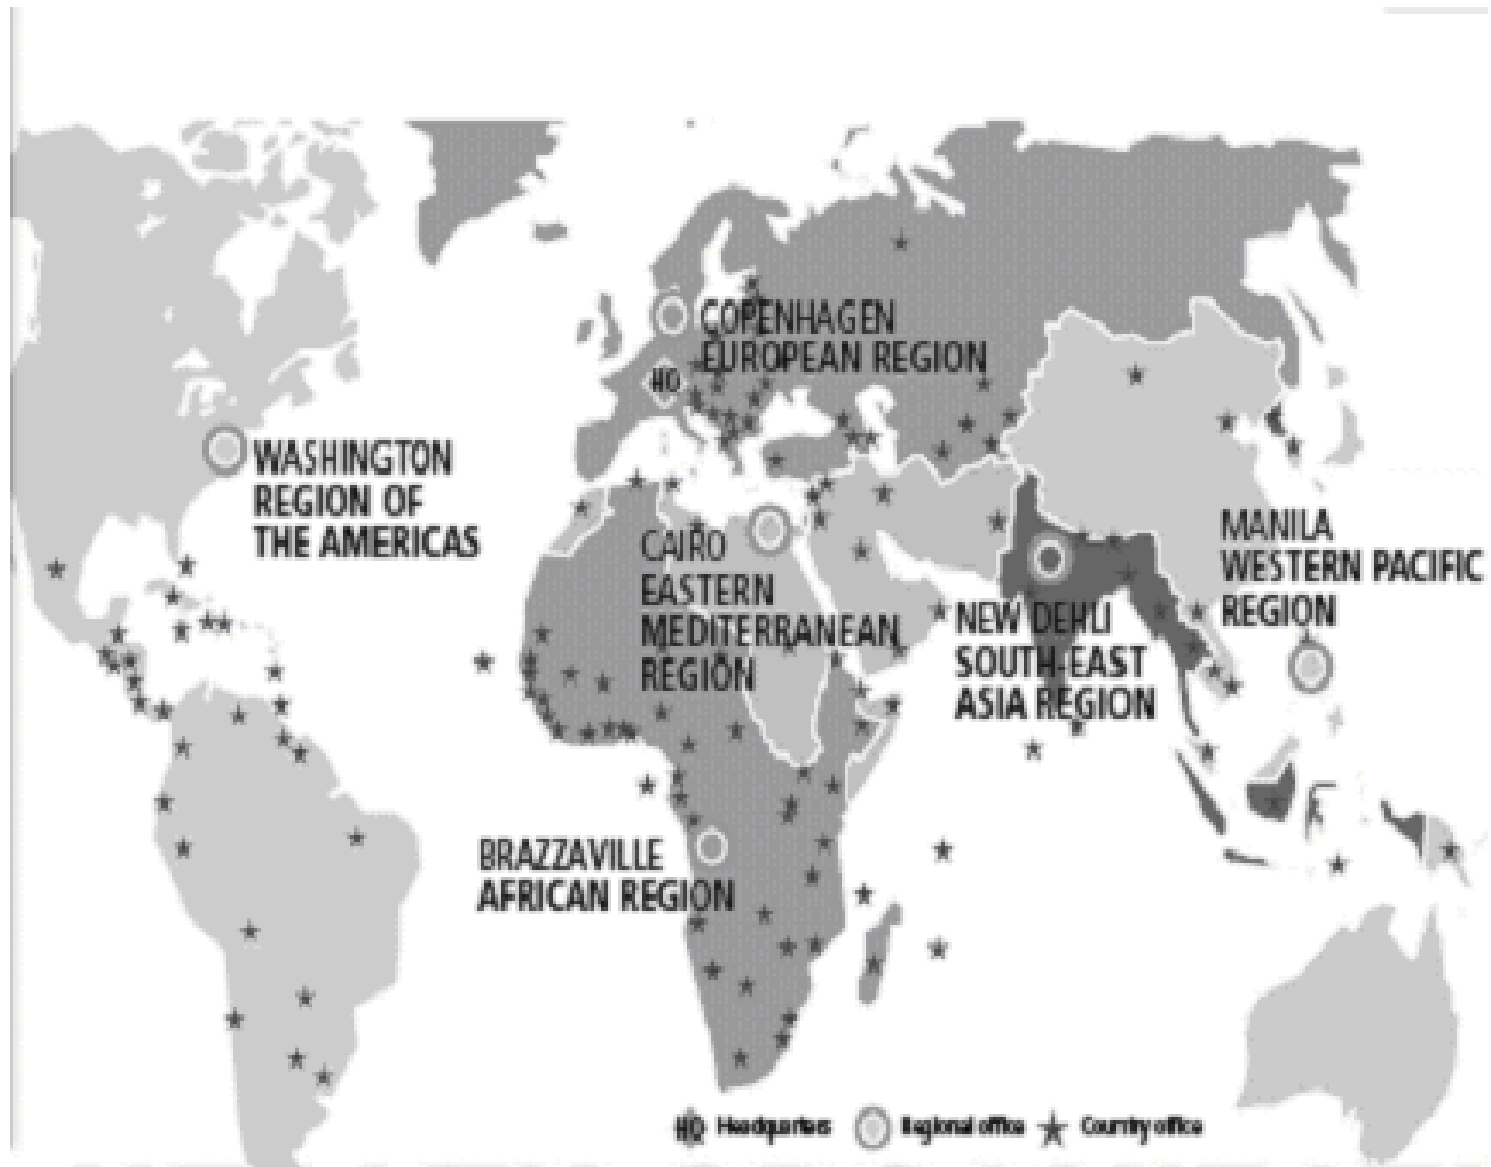 COPENHAGEN
EUROPEAN REGION
HQ
WASHINGTON
REGION OF
THE AMERICAS
CAIRO
EASTERN
MEDITERRANEAN
REGION
MANILA
WESTERN PACIFIC
REGION
NEW DEHLI
SOUTH-EAST
ASIA REGION
BRAZZAVILLE
AFRICAN REGION
HQ Headquarters
Regional office
Country office